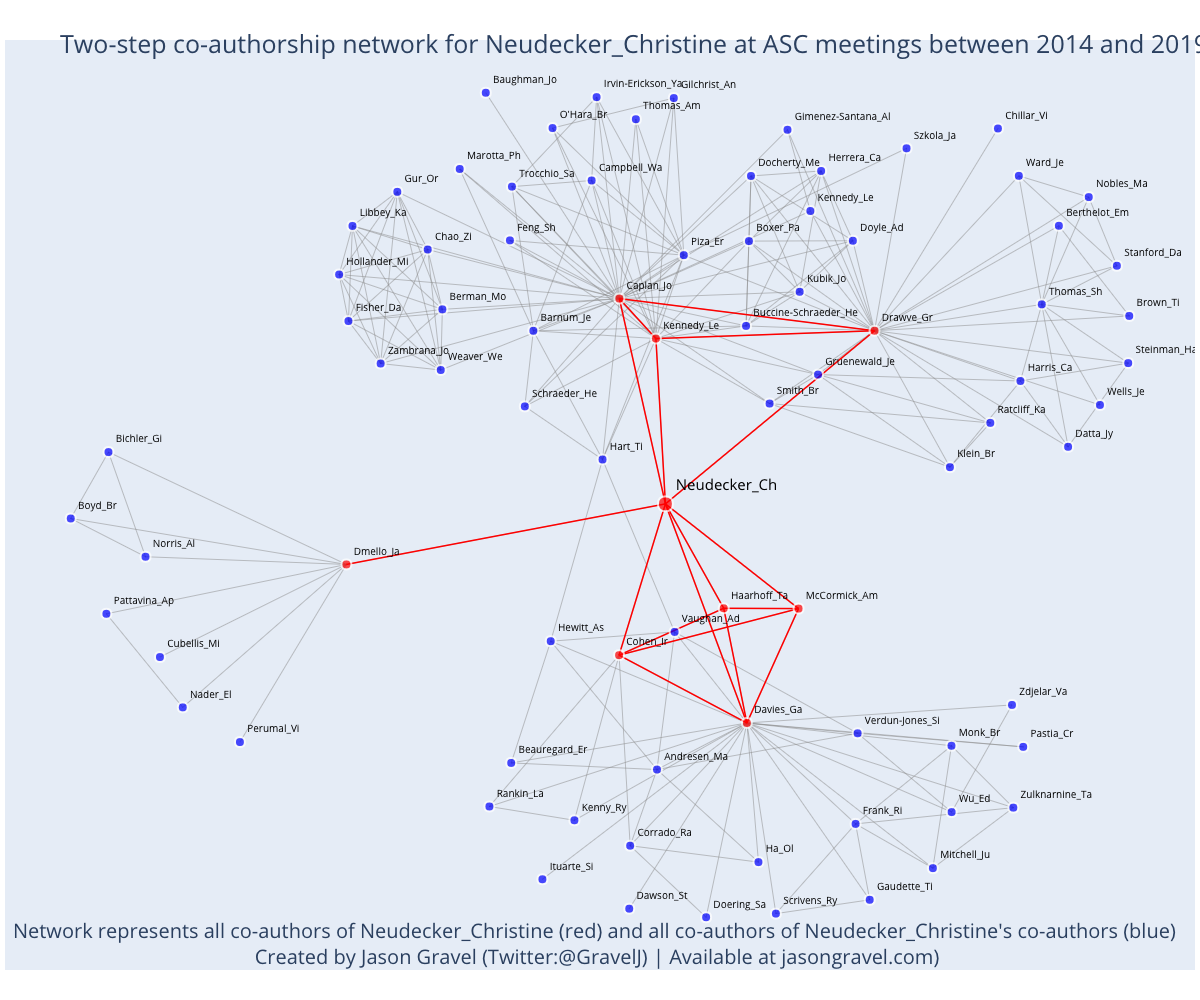 Two-step co-authorship network for Neudecker_Christine at ASC meetings between 2014 and 2019
Baughman_Jo
Irvin-Erickson_Ya
Gilchrist_An
O'Hara_Br
Thomas_Am
Gimenez-Santana_Al
Chillar_Vi
Szkola_Ja
Marotta_Ph
Trocchio_Sa
Campbell_Wa
Docherty_Me
Herrera_Ca
Ward_Je
Gur_Or
Nobles_Ma
Libbey_Ka
Kennedy_Le
Berthelot_Em
Chao_Zi
Feng_Sh
Piza_Er
Boxer_Pa
Doyle_Ad
Stanford_Da
Hollander_Mi
Caplan_Jo
Kubik_Jo
Thomas_Sh
Brown_Ti
Fisher_Da
Berman_Mo
Barnum_Je
Kennedy_Le
Buccine-Schraeder_He
Drawve_Gr
Zambrana_Jo
Weaver_We
Gruenewald_Je
Harris_Ca
Steinman_Ha
Schraeder_He
Smith_Br
Wells_Je
Ratcliff_Ka
Datta_Jy
Bichler_Gi
Hart_Ti
Klein_Br
Neudecker_Ch
Boyd_Br
Norris_Al
Dmello_Ja
Pattavina_Ap
Haarhoff_Ta
McCormick_Am
Cubellis_Mi
Hewitt_As
Vaughan_Ad
Cohen_Ir
Nader_El
Zdjelar_Va
Davies_Ga
Perumal_Vi
Verdun-Jones_Si
Monk_Br
Pastia_Cr
Beauregard_Er
Andresen_Ma
Rankin_La
Kenny_Ry
Wu_Ed
Zulknarnine_Ta
Frank_Ri
Corrado_Ra
Ha_Ol
Mitchell_Ju
Ituarte_Si
Gaudette_Ti
Dawson_St
Doering_Sa
Scrivens_Ry
Network represents all co-authors of Neudecker_Christine (red) and all co-authors of Neudecker_Christine's co-authors (blue)
Created by Jason Gravel (Twitter:@GravelJ) | Available at jasongravel.com)